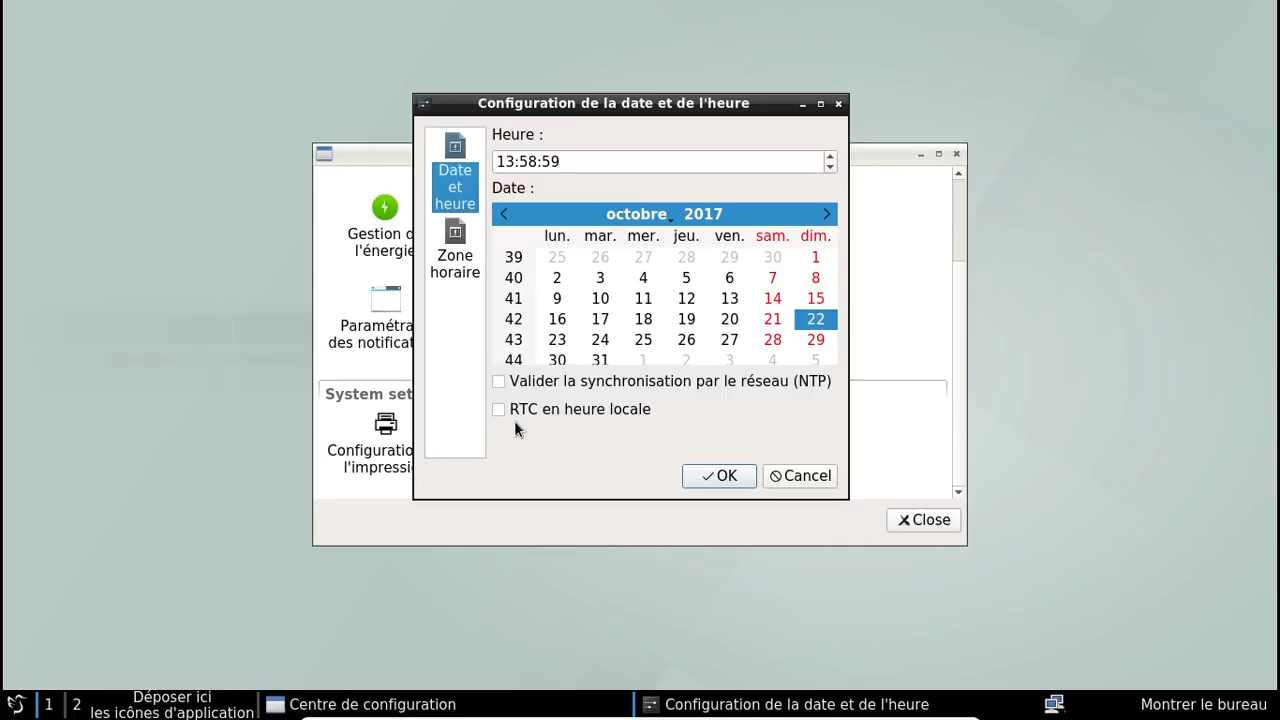 Configuration de la date et de l'heure
Date
et
heure
Zone
horaire
Heure :
13:58:59
Date :
octobre 2017
lun. mar. mer. jeu. ven. sam. dim.
39 25 26 27 28 29 30 1
40 2 3 4 5 6 7 8
41 9 10 11 12 13 14 15
42 16 17 18 19 20 21 22
43 23 24 25 26 27 28 29
44 30 31 1 2 3 4 5
Valider la synchronisation par le réseau (NTP)
RTC en heure locale
OK Cancel
Gestion d
l'énergie
Paramétra
des notificat
System set
Configuratio
l'impressi
Close
1 2
Déposer ici
les icônes d'application
Centre de configuration
Configuration de la date et de l'heure
Montrer le bureau